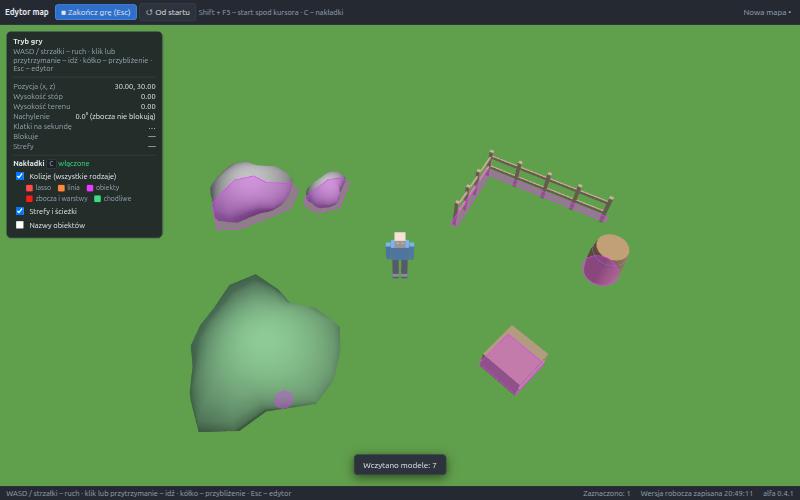 Edytor map ■ Zakończ grę (Esc) ↺ Od startu Shift + F5 – start spod kursora · C – nakładki Nowa mapa •
Tryb gry
WASD / strzałki – ruch · klik lub
przytrzymanie – idź · kółko – przybliżenie ·
Esc – edytor
Pozycja (x, z) 30.00, 30.00
Wysokość stóp 0.00
Wysokość terenu 0.00
Nachylenie 0.0° (zbocza nie blokują)
Klatki na sekundę ...
Blokuje —
Strefy —
Nakładki C włączone
Kolizje (wszystkie rodzaje)
lasso linia obiekty
zbocza i warstwy chodliwe
Strefy i ścieżki
Nazwy obiektów
Wczytano modele: 7
WASD / strzałki – ruch · klik lub przytrzymanie – idź · kółko – przybliżenie · Esc – edytor Zaznaczono: 1 Wersja robocza zapisana 20:49:11 alfa 0.4.1